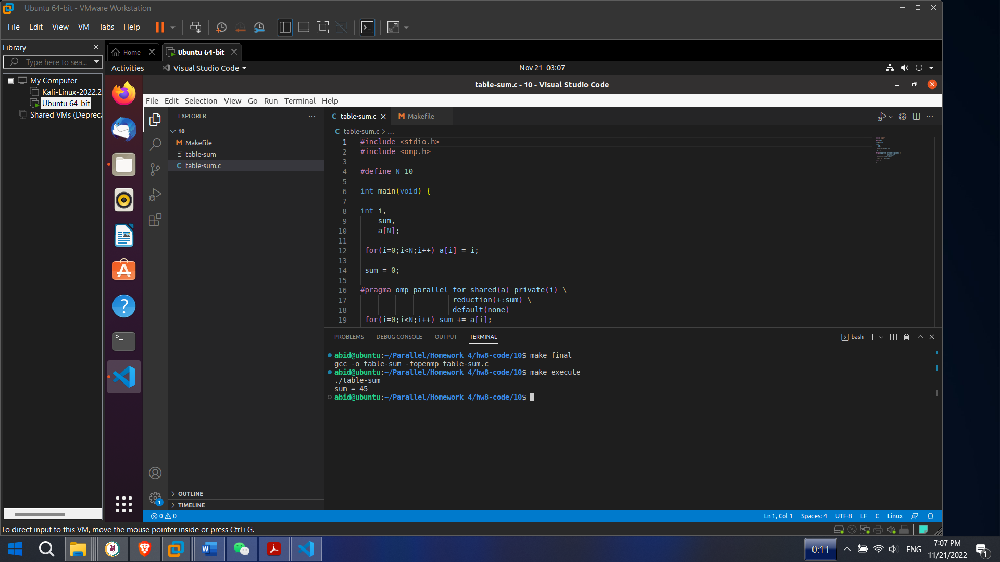 Ubuntu 64-bit - VMware Workstation
File Edit View VM Tabs Help
Library
Type here to sea...
My Computer
Kali-Linux-2022.2
Ubuntu 64-bit
Shared VMs (Depreca
Home
Ubuntu 64-bit
Activities Visual Studio Code Nov 21 03:07
table-sum.c - 10 - Visual Studio Code
File Edit Selection View Go Run Terminal Help
EXPLORER
10
Makefile
table-sum
table-sum.c
OUTLINE
TIMELINE
table-sum.c Makefile
table-sum.c > ...
1 #include <stdio.h>
2 #include <omp.h>
3
4 #define N 10
5
6 int main(void) {
7
8 int i,
9 sum,
10 a[N];
11
12 for(i=0;i<N;i++) a[i] = i;
13
14 sum = 0;
15
16 #pragma omp parallel for shared(a) private(i) \
17 reduction(+:sum) \
18 default(none)
19 for(i=0;i<N;i++) sum += a[i];
PROBLEMS DEBUG CONSOLE OUTPUT TERMINAL bash
abid@ubuntu:~/Parallel/Homework 4/hw8-code/10$ make final
gcc -o table-sum -fopenmp table-sum.c
abid@ubuntu:~/Parallel/Homework 4/hw8-code/10$ make execute
./table-sum
sum = 45
abid@ubuntu:~/Parallel/Homework 4/hw8-code/10$
1
0 0 Ln 1, Col 1 Spaces: 4 UTF-8 LF C Linux
To direct input to this VM, move the mouse pointer inside or press Ctrl+G.
0:11 ENG 7:07 PM
11/21/2022
1